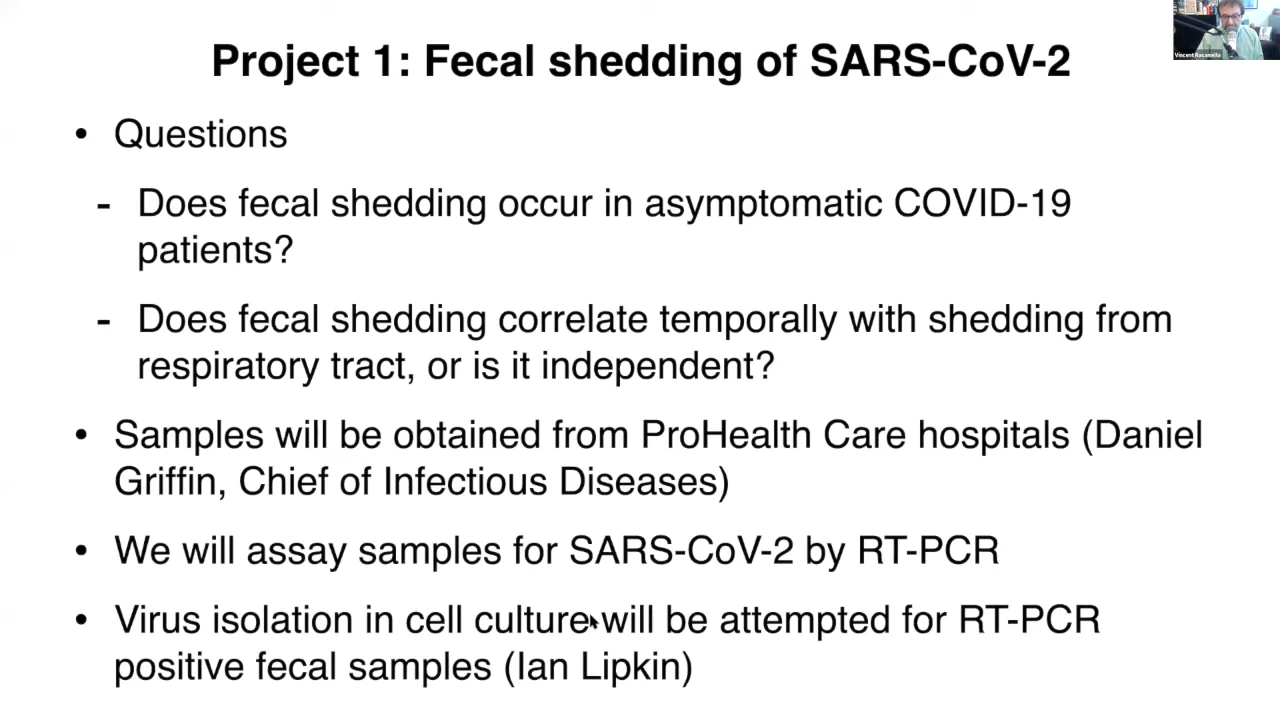 Project 1: Fecal shedding of SARS-CoV-2
Vincent Racaniello
• Questions
- Does fecal shedding occur in asymptomatic COVID-19
patients?
- Does fecal shedding correlate temporally with shedding from
respiratory tract, or is it independent?
• Samples will be obtained from ProHealth Care hospitals (Daniel
Griffin, Chief of Infectious Diseases)
• We will assay samples for SARS-CoV-2 by RT-PCR
• Virus isolation in cell culture will be attempted for RT-PCR
positive fecal samples (Ian Lipkin)